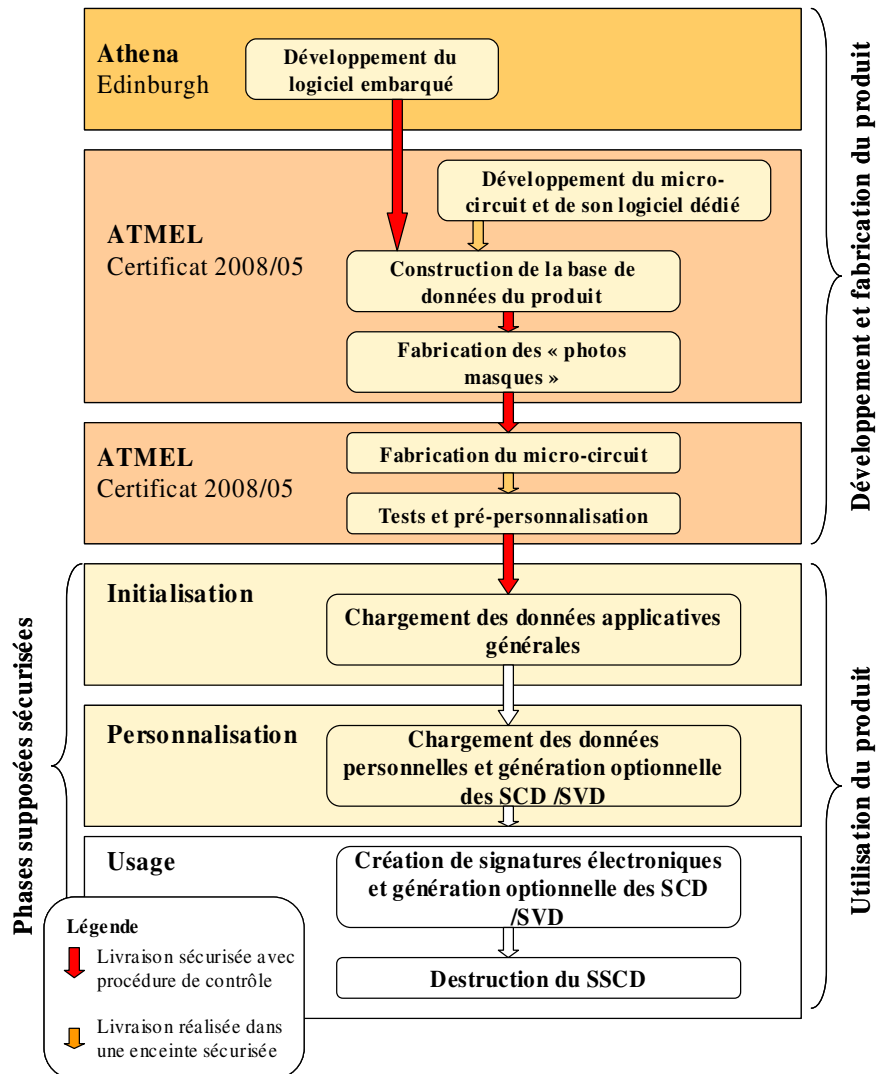 Athena
Edinburgh
Développement du
logiciel embarqué
ATMEL
Certificat 2008/05
Développement du micro-
circuit et de son logiciel dédié
Construction de la base de
données du produit
Fabrication des « photos
masques »
ATMEL
Certificat 2008/05
Fabrication du micro-circuit
Tests et pré-personnalisation
Développement et fabrication du produit
Initialisation
Chargement des données applicatives
générales
Personnalisation
Chargement des données
personnelles et génération optionnelle
des SCD /SVD
Usage
Création de signatures électroniques
et génération optionnelle des SCD
/SVD
Destruction du SSCD
Phases supposées sécurisées
Utilisation du produit
Légende
Livraison sécurisée avec
procédure de contrôle
Livraison réalisée dans
une enceinte sécurisée